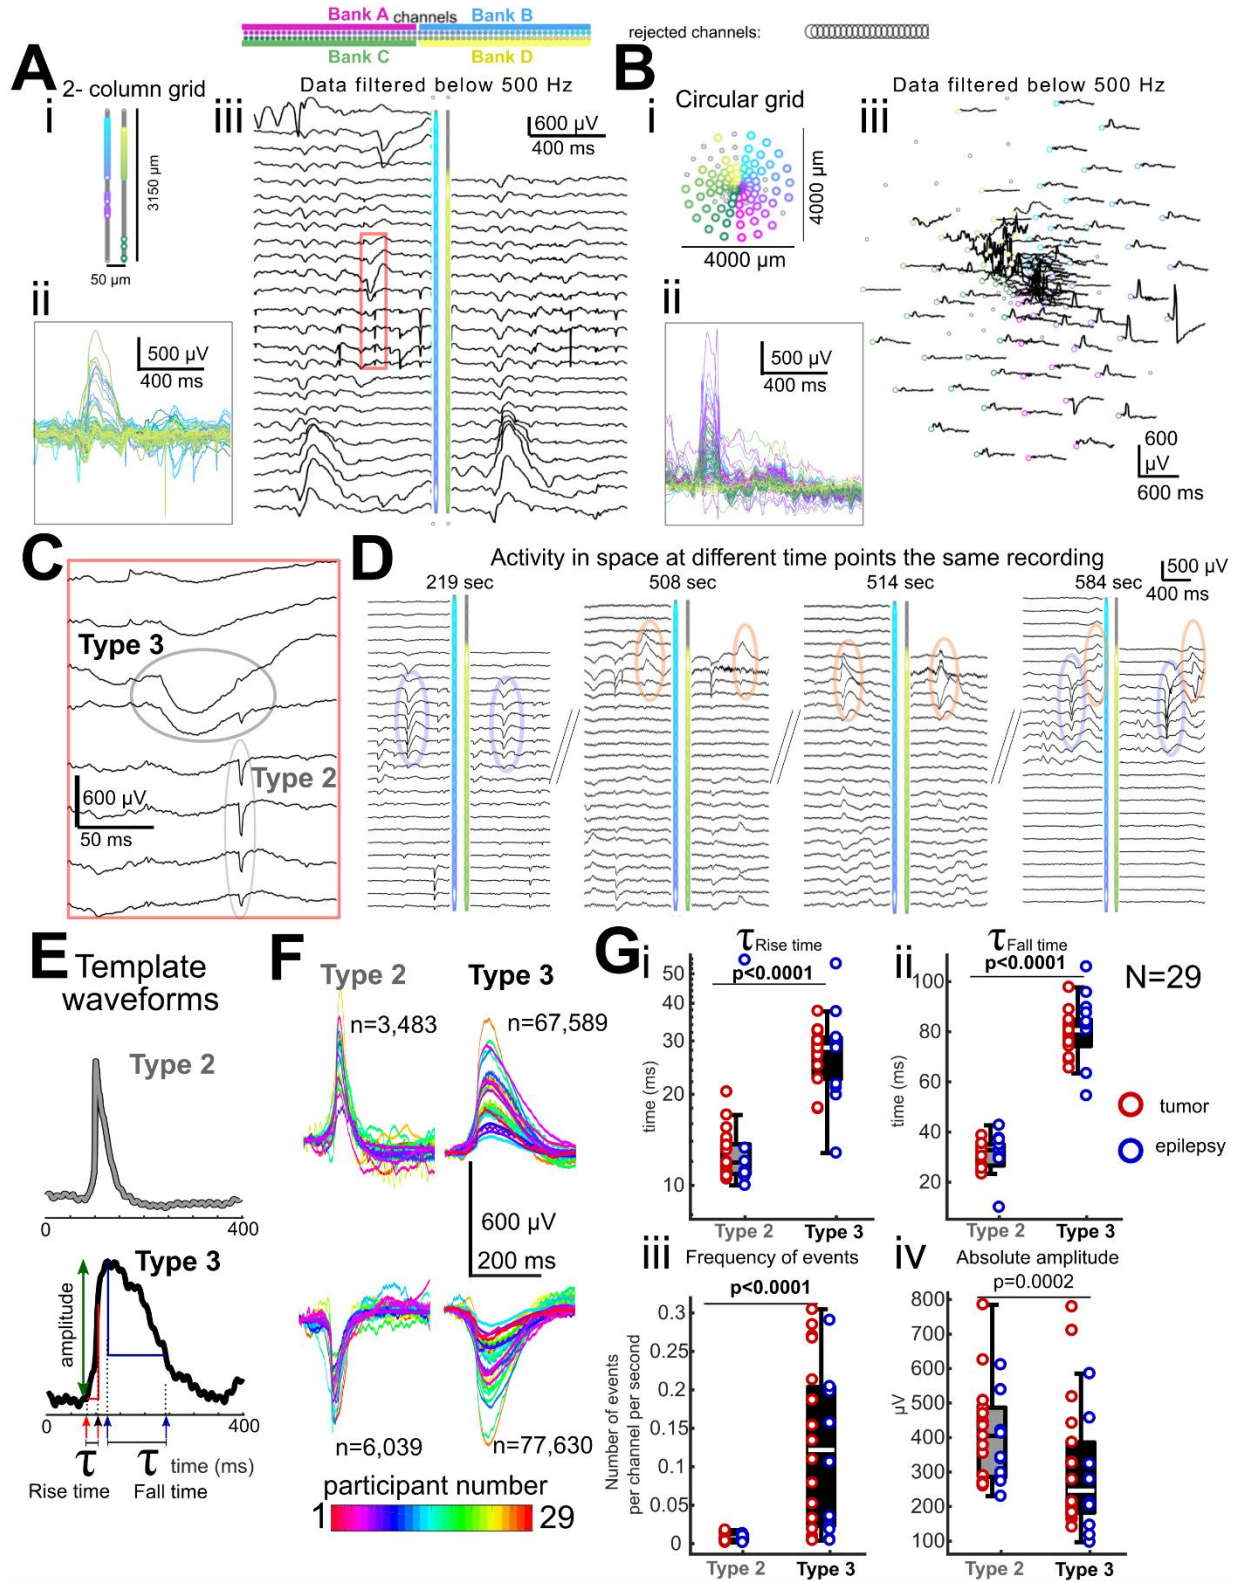 Bank A channels Bank B
Bank C Bank D
rejected channels:
A
2- column grid
i
3150 µm
50 µm
ii
500 µV
400 ms
iii
Data filtered below 500 Hz
600 µV
400 ms
B
i
Circular grid
4000 µm
4000 µm
ii
500 µV
400 ms
iii
Data filtered below 500 Hz
600
µV
600 ms
C
Type 3
Type 2
600 µV
50 ms
D
Activity in space at different time points the same recording
219 sec 508 sec 514 sec 584 sec
500 µV
400 ms
E
Template
waveforms
Type 2
0 400
Type 3
amplitude
0 400
τ τ time (ms)
Rise time Fall time
F
Type 2 Type 3
n=3,483 n=67,589
600 µV
200 ms
n=6,039 n=77,630
participant number
1 29
G
i
τ Rise time
p<0.0001
time (ms)
50
40
30
20
10
Type 2 Type 3
ii
τ Fall time
p<0.0001
time (ms)
100
80
60
40
20
Type 2 Type 3
N=29
tumor
epilepsy
iii
Frequency of events
p<0.0001
Number of events
per channel per second
0.3
0.25
0.2
0.15
0.1
0.05
0
Type 2 Type 3
iv
Absolute amplitude
p=0.0002
µV
800
700
600
500
400
300
200
100
Type 2 Type 3